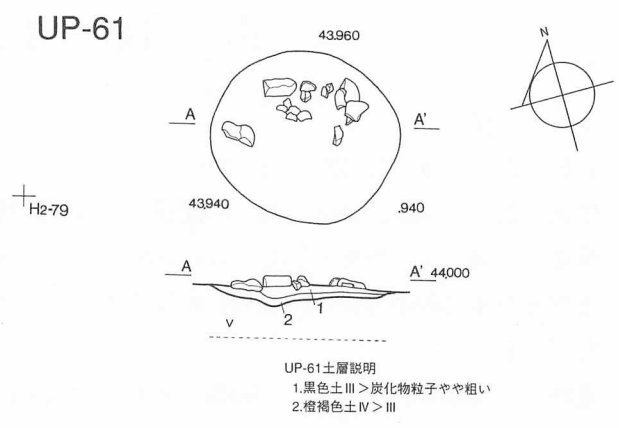 UP-61
43.960
N
A
A'
43,940
.940
H2-79
A
A'
44,000
1
2
v
UP-61土層説明
1.黒色土Ⅲ＞炭化物粒子やや粗い
2.橙褐色土Ⅳ＞Ⅲ